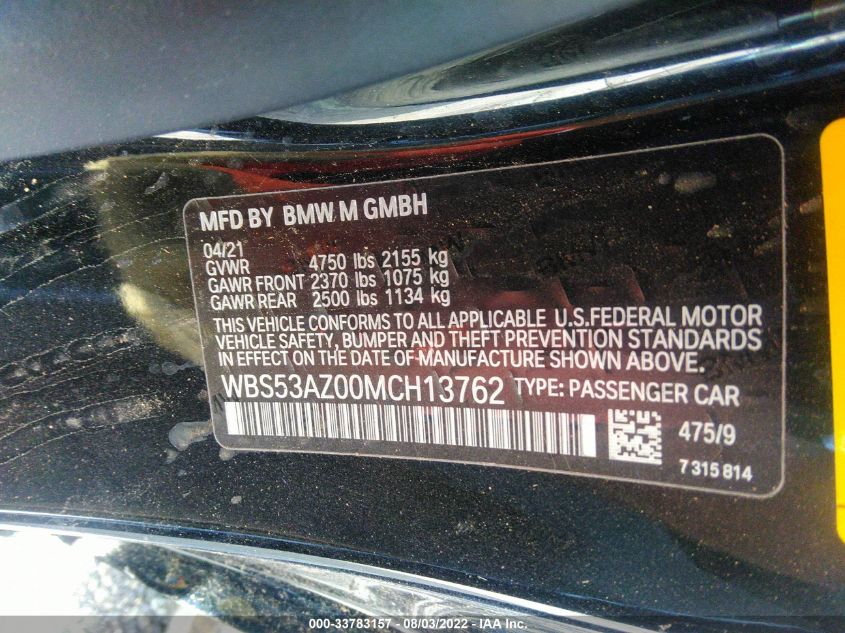 MFD BY BMW M GMBH
04/21
GVWR 4750 lbs 2155 kg
GAWR FRONT 2370 lbs 1075 kg
GAWR REAR 2500 lbs 1134 kg
THIS VEHICLE CONFORMS TO ALL APPLICABLE U.S.FEDERAL MOTOR
VEHICLE SAFETY, BUMPER AND THEFT PREVENTION STANDARDS
IN EFFECT ON THE DATE OF MANUFACTURE SHOWN ABOVE.
WBS53AZ00MCH13762 TYPE: PASSENGER CAR
475/9
7 315 814
000-33783157 - 08/03/2022 - IAA Inc.